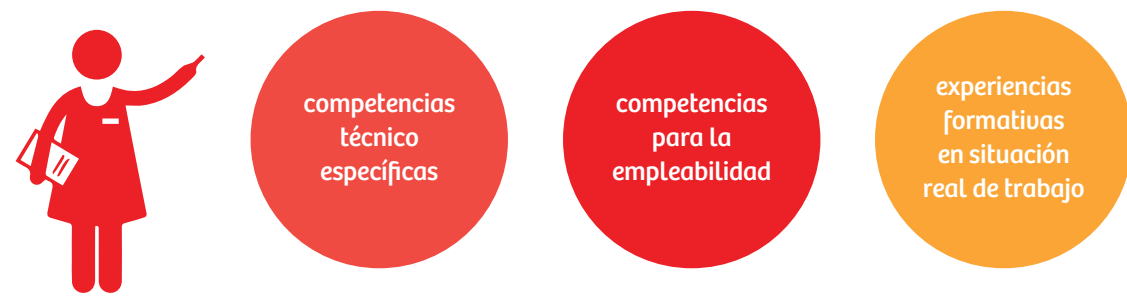 competencias
técnico
específicas
competencias
para la
empleabilidad
experiencias
formativas
en situación
real de trabajo